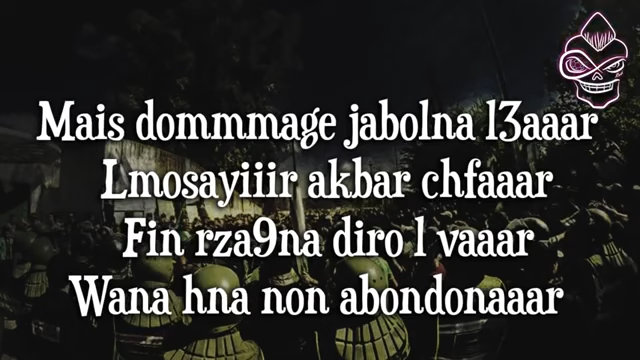 Mais dommmage jabolna l3aaar
Lmosayiiir akbar chfaaar
Fin rza9na diro l vaaar
Wana hna non abondonaaar